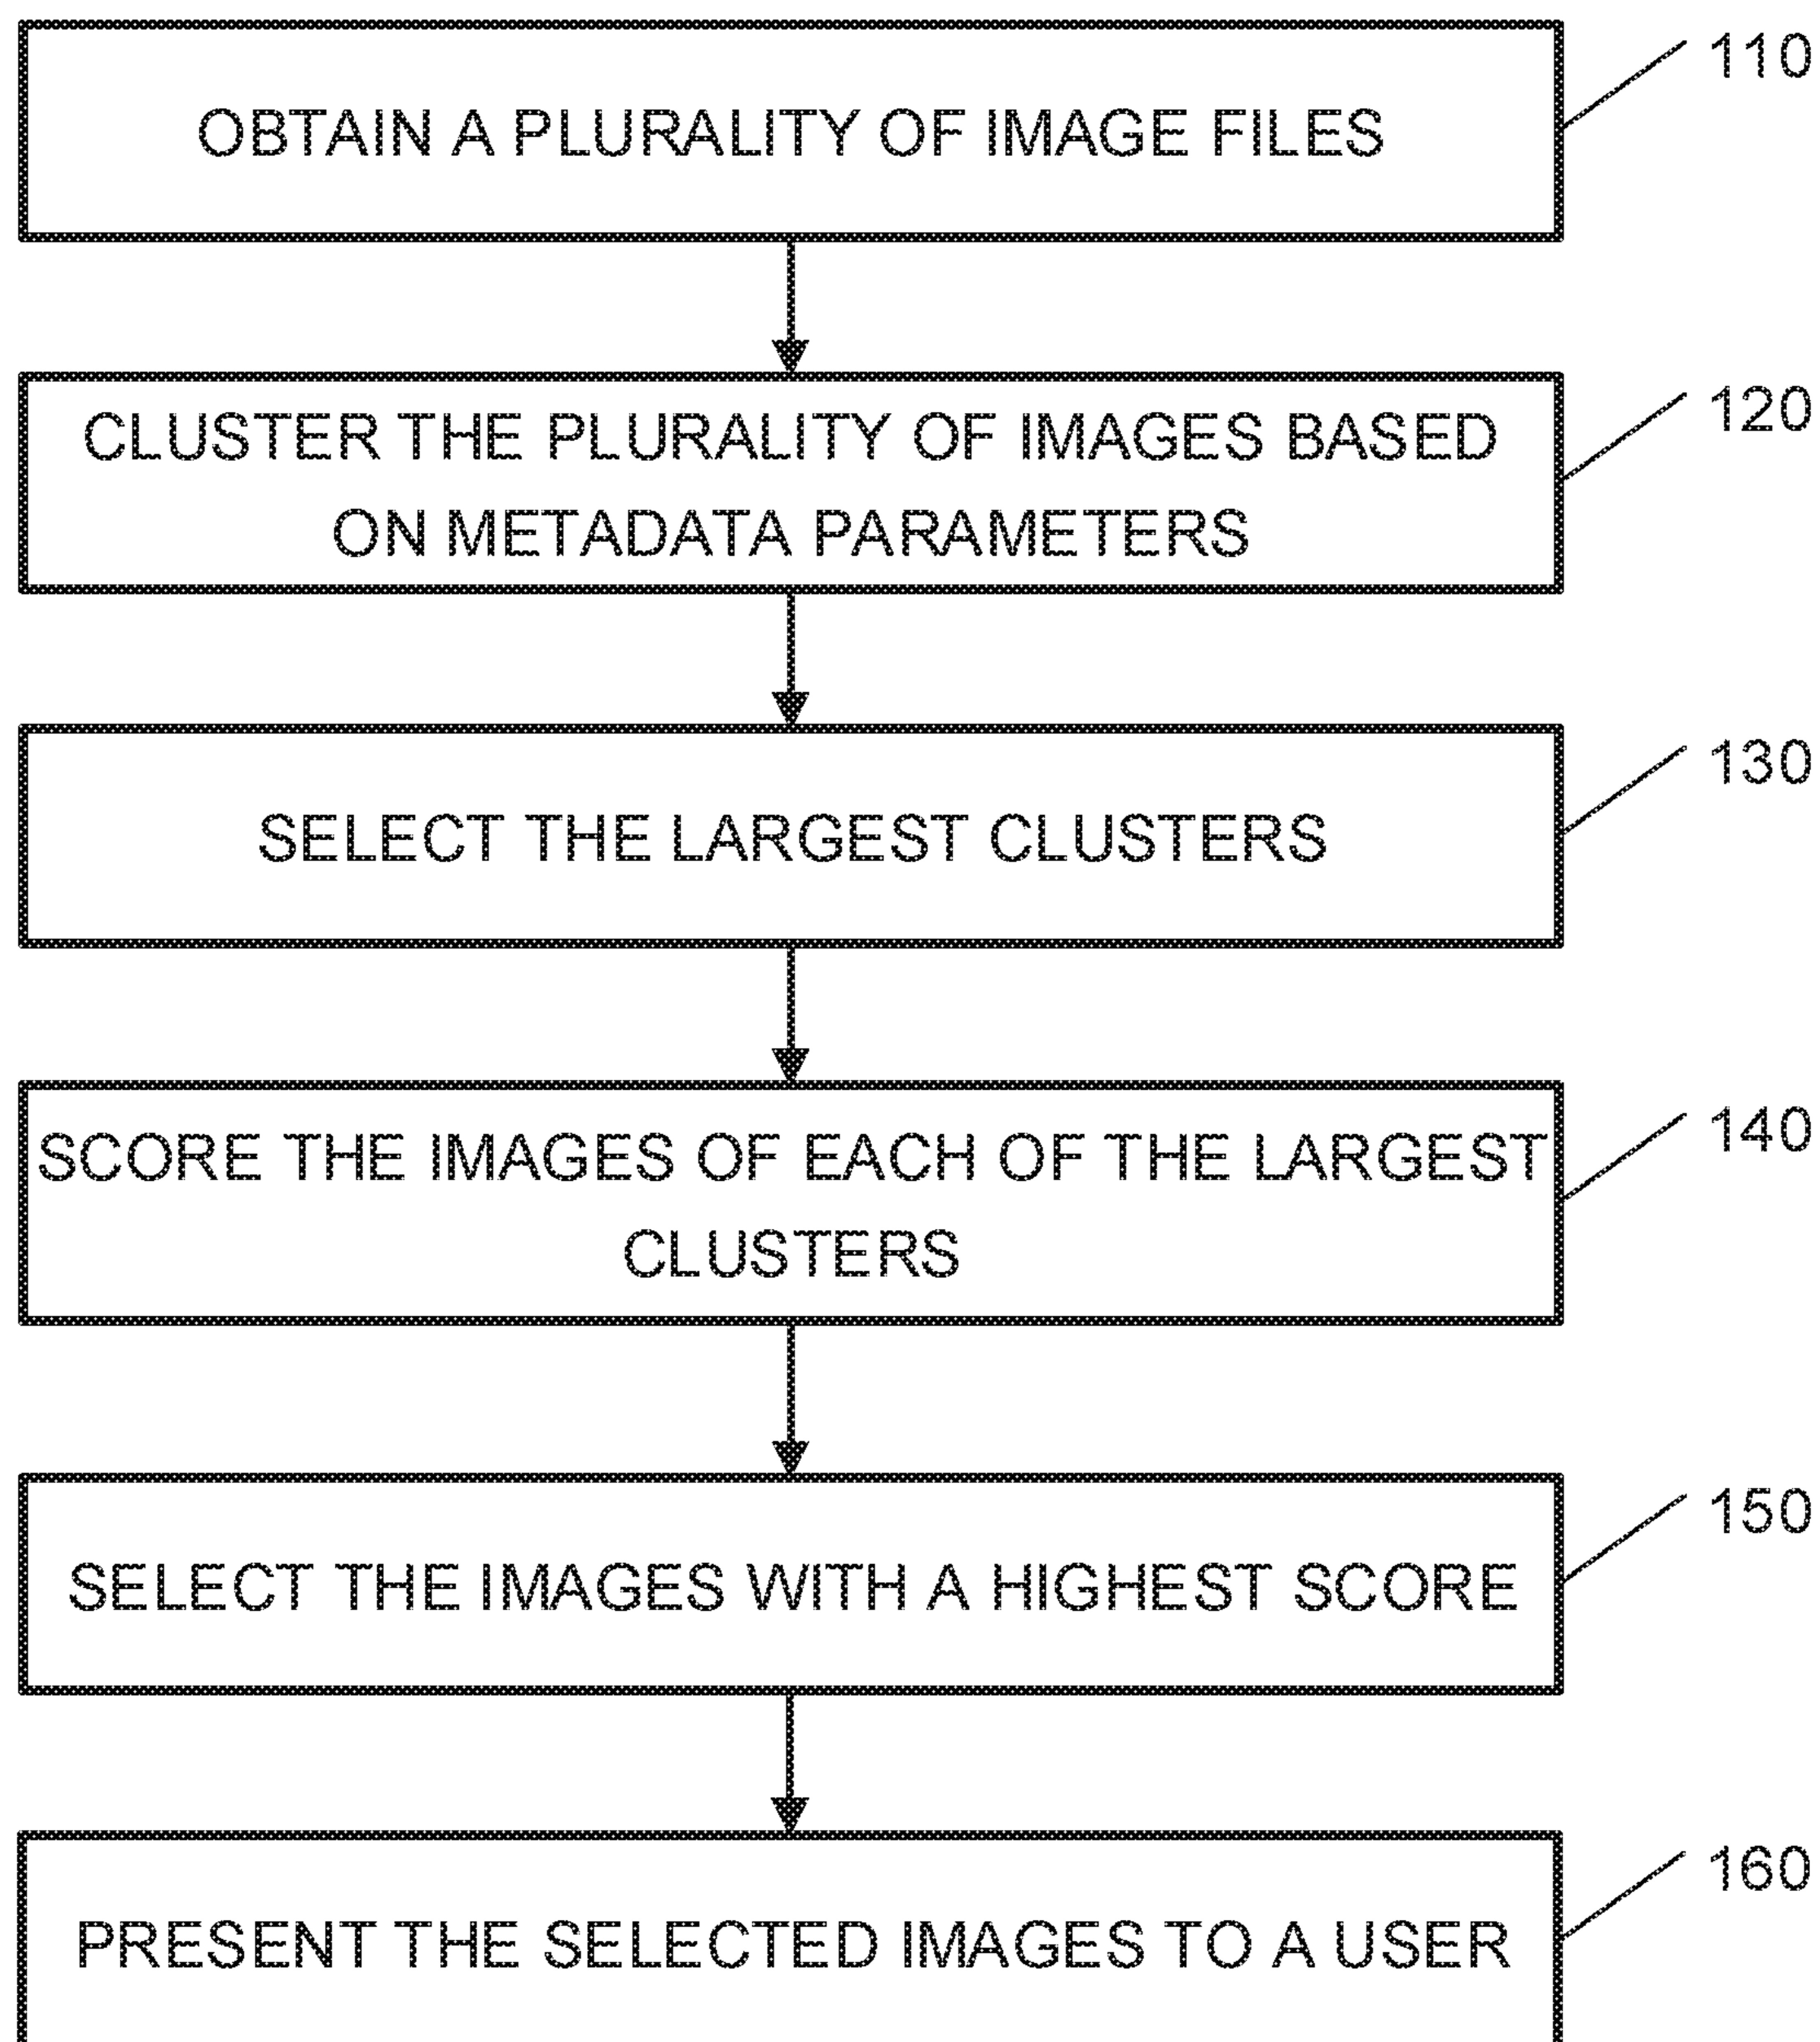 110
OBTAIN A PLURALITY OF IMAGE FILES
120
CLUSTER THE PLURALITY OF IMAGES BASED
ON METADATA PARAMETERS
130
SELECT THE LARGEST CLUSTERS
140
SCORE THE IMAGES OF EACH OF THE LARGEST
CLUSTERS
150
SELECT THE IMAGES WITH A HIGHEST SCORE
160
PRESENT THE SELECTED IMAGES TO A USER